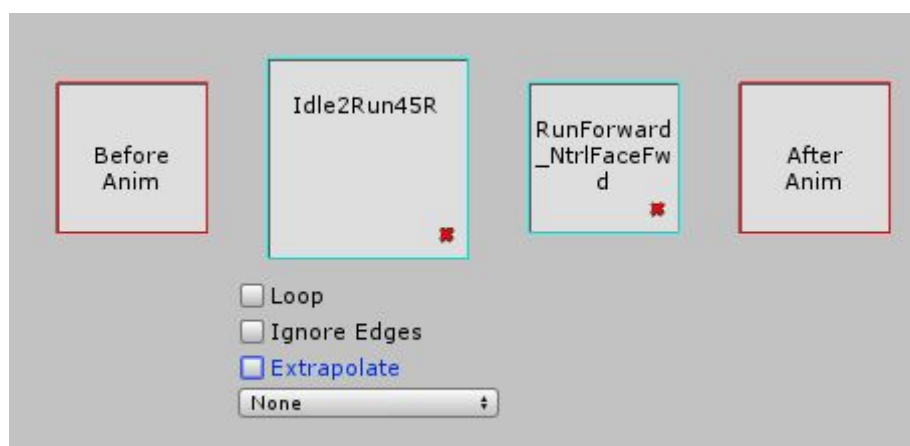 Before
Anim
Idle2Run45R
RunForward
_NtrlFaceFw
d
After
Anim
Loop
Ignore Edges
Extrapolate
None